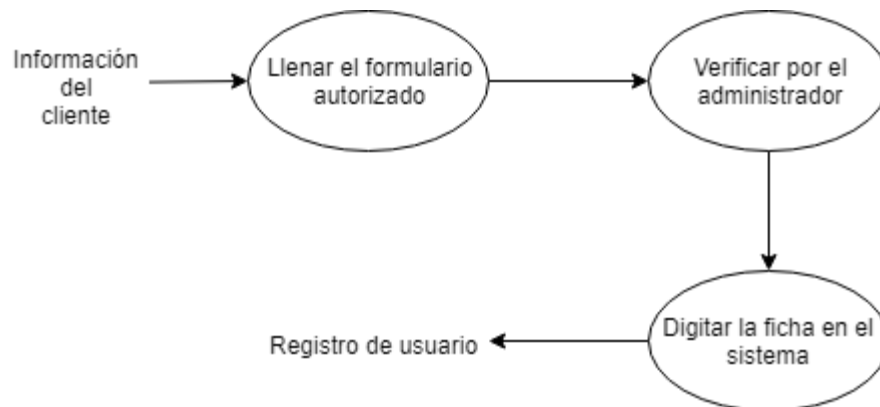 Información
del
cliente
Llenar el formulario
autorizado
Verificar por el
administrador
Digitar la ficha en el
sistema
Registro de usuario